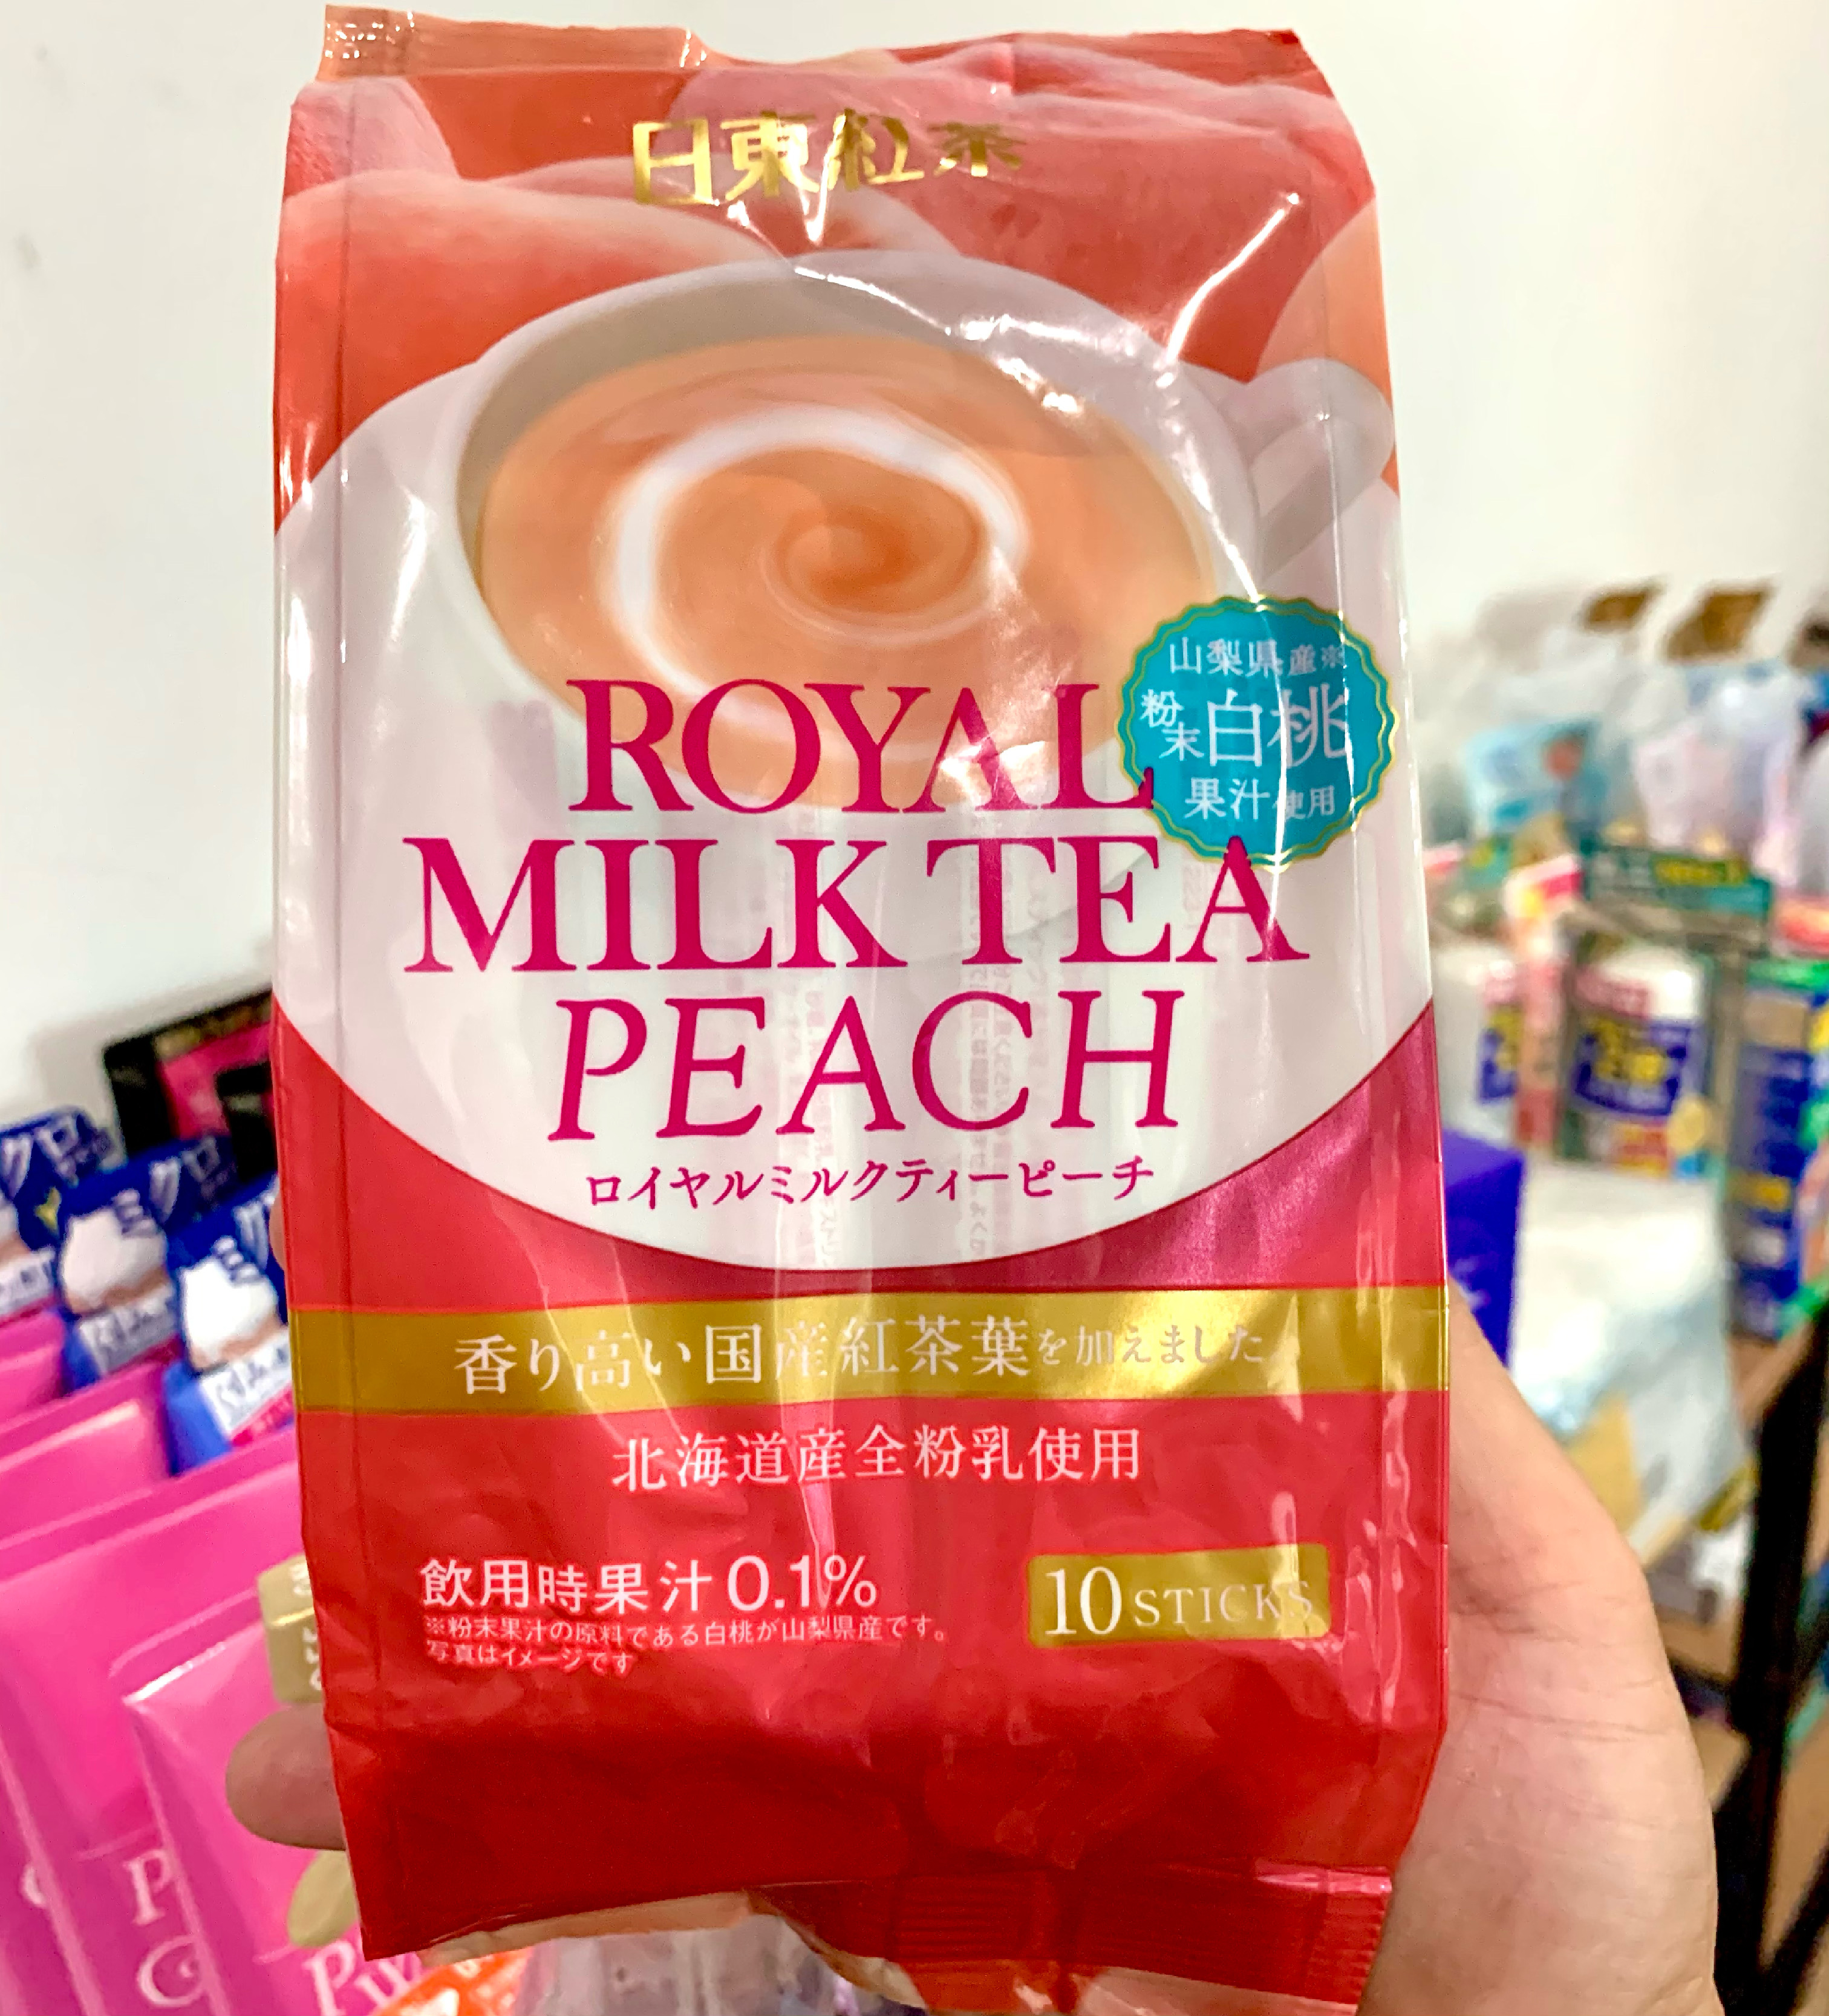 日東紅茶
山梨県産※
粉末白桃
果汁使用
ROYAL
MILK TEA
PEACH
ロイヤルミルクティーピーチ
香り高い国産紅茶葉を加えました
北海道産全粉乳使用
飲用時果汁0.1%
※粉末果汁の原料である白桃が山梨県産です。
写真はイメージです
10 STICKS